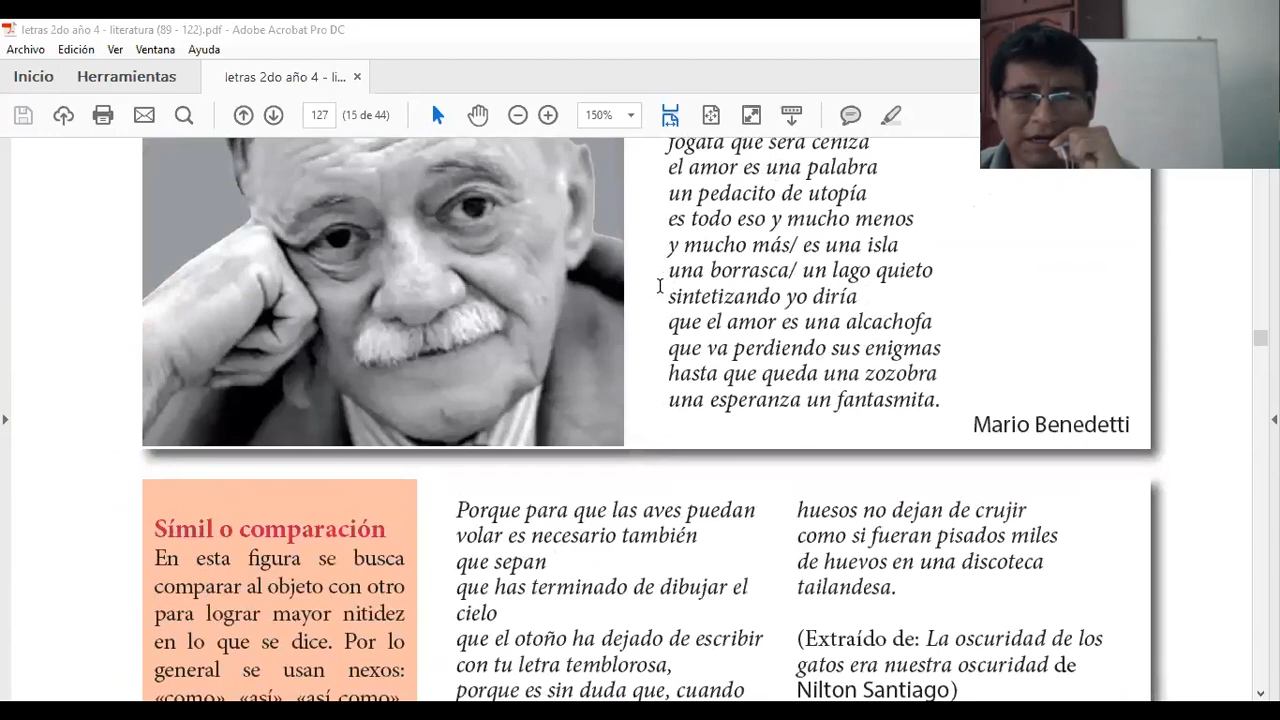 letras 2do año 4 - literatura (89 - 122).pdf - Adobe Acrobat Pro DC
Archivo Edición Ver Ventana Ayuda
Inicio Herramientas letras 2do año 4 - li... ×
127 (15 de 44) 150%
fogata que será ceniza
el amor es una palabra
un pedacito de utopía
es todo eso y mucho menos
y mucho más/ es una isla
una borrasca/ un lago quieto
sintetizando yo diría
que el amor es una alcachofa
que va perdiendo sus enigmas
hasta que queda una zozobra
una esperanza un fantasmita.
Mario Benedetti
Símil o comparación
En esta figura se busca
comparar al objeto con otro
para lograr mayor nitidez
en lo que se dice. Por lo
general se usan nexos:
«como», «así», «así como»,
Porque para que las aves puedan
volar es necesario también
que sepan
que has terminado de dibujar el
cielo
que el otoño ha dejado de escribir
con tu letra temblorosa,
porque es sin duda que, cuando
huesos no dejan de crujir
como si fueran pisados miles
de huevos en una discoteca
tailandesa.
(Extraído de: La oscuridad de los
gatos era nuestra oscuridad de
Nilton Santiago)